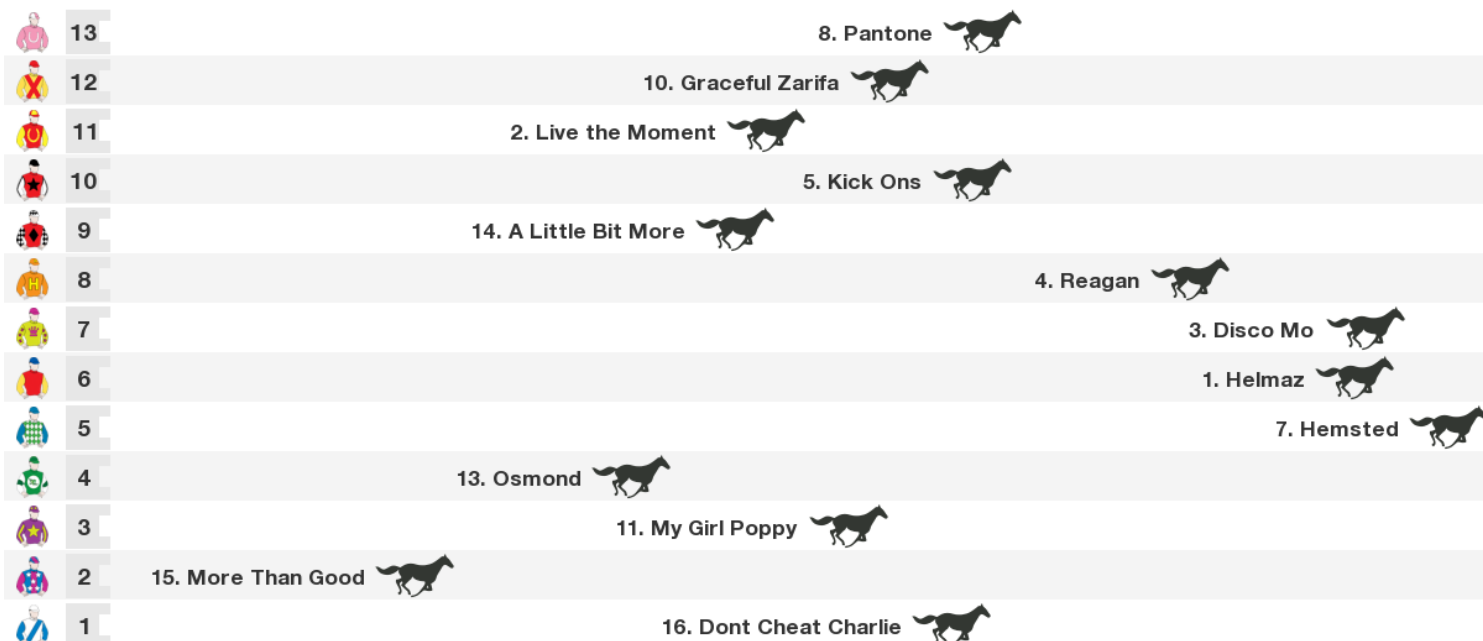 13 8. Pantone
12 10. Graceful Zarifa
11 2. Live the Moment
10 5. Kick Ons
9 14. A Little Bit More
8 H 4. Reagan
7 3. Disco Mo
6 1. Helmaz
5 7. Hemsted
4 13. Osmond
3 11. My Girl Poppy
2 15. More Than Good
1 16. Dont Cheat Charlie